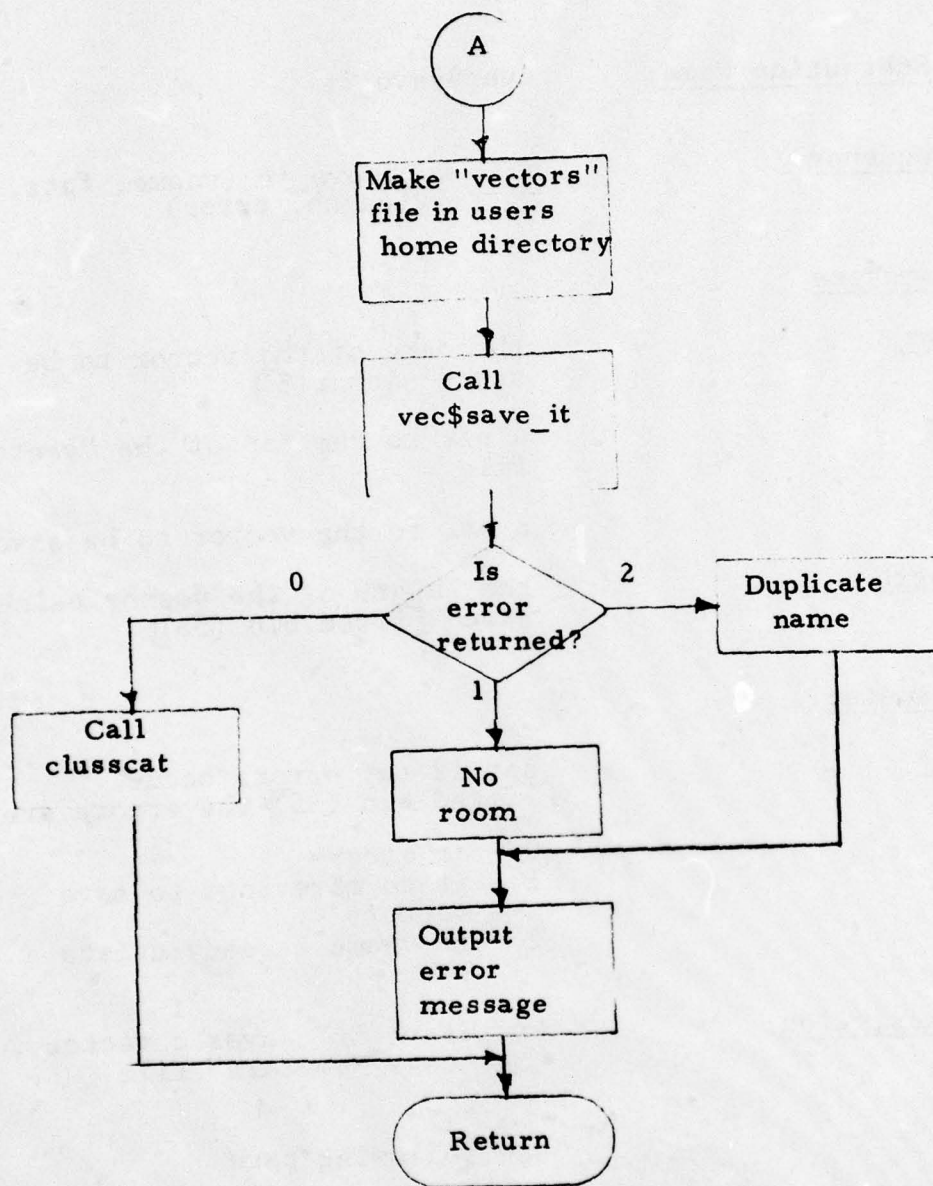 A
Make "vectors"
file in users
home directory
Call
vec$save_it
Is
error
returned?
0
2
1
Duplicate
name
Call
clusscat
No
room
Output
error
message
Return